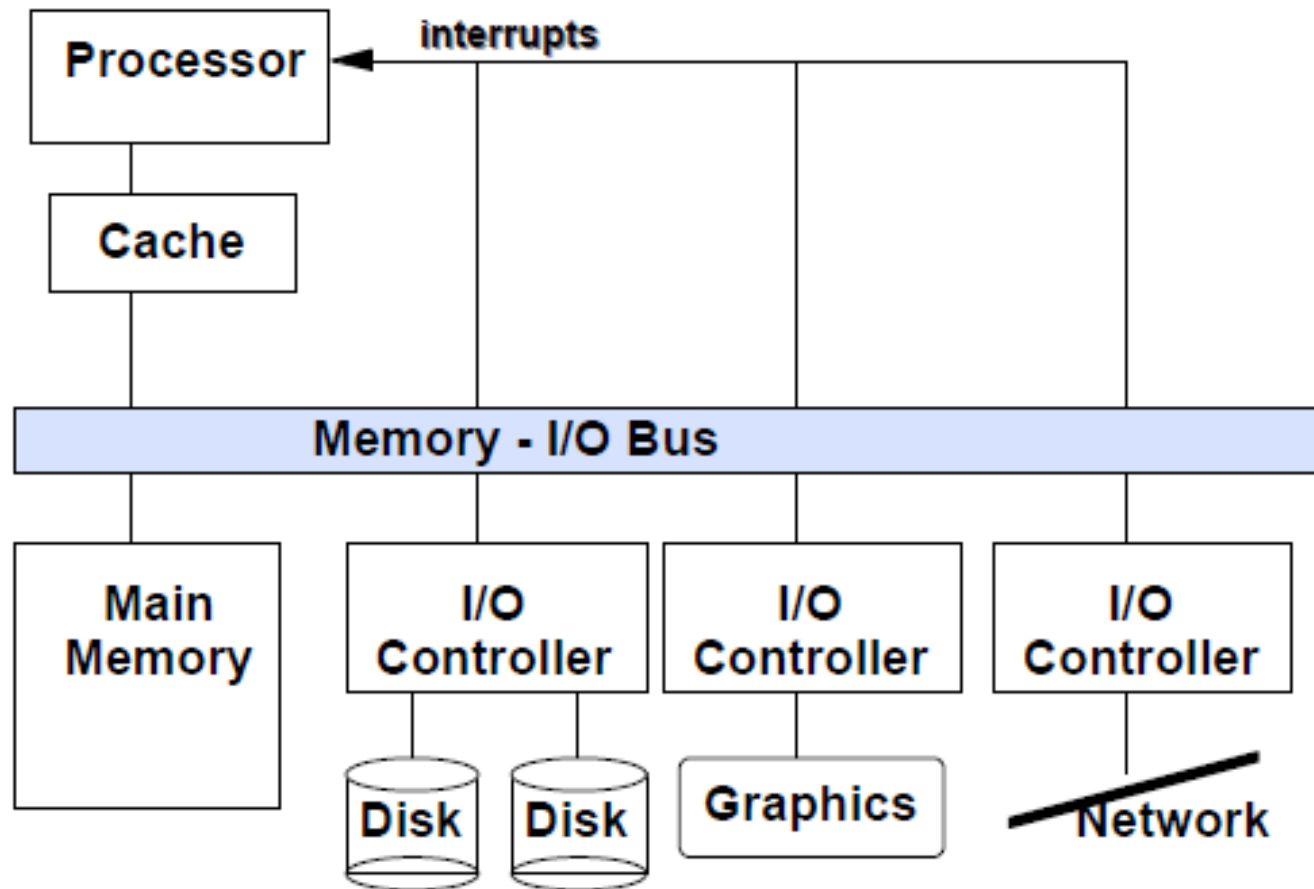 interrupts
Processor
Cache
Memory - I/O Bus
Main
Memory
I/O
Controller
I/O
Controller
I/O
Controller
Disk
Disk
Graphics
Network